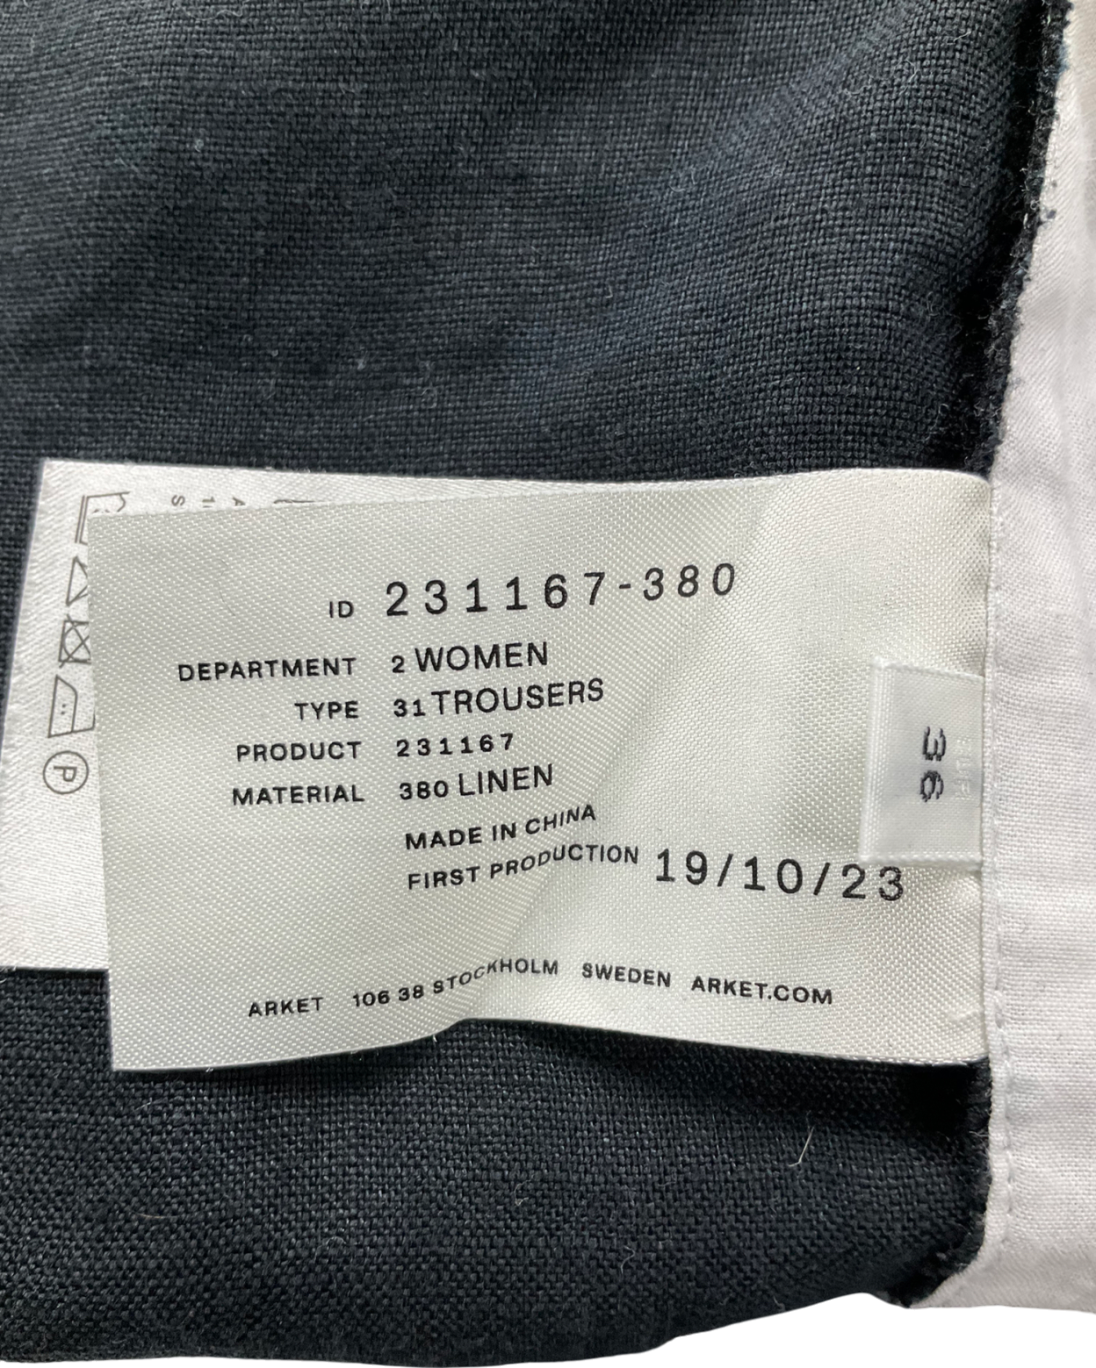 ID 231167-380
DEPARTMENT 2 WOMEN
TYPE 31 TROUSERS
PRODUCT 231167
MATERIAL 380 LINEN
MADE IN CHINA
FIRST PRODUCTION 19/10/23
ARKET 106 38 STOCKHOLM SWEDEN ARKET.COM
36
P